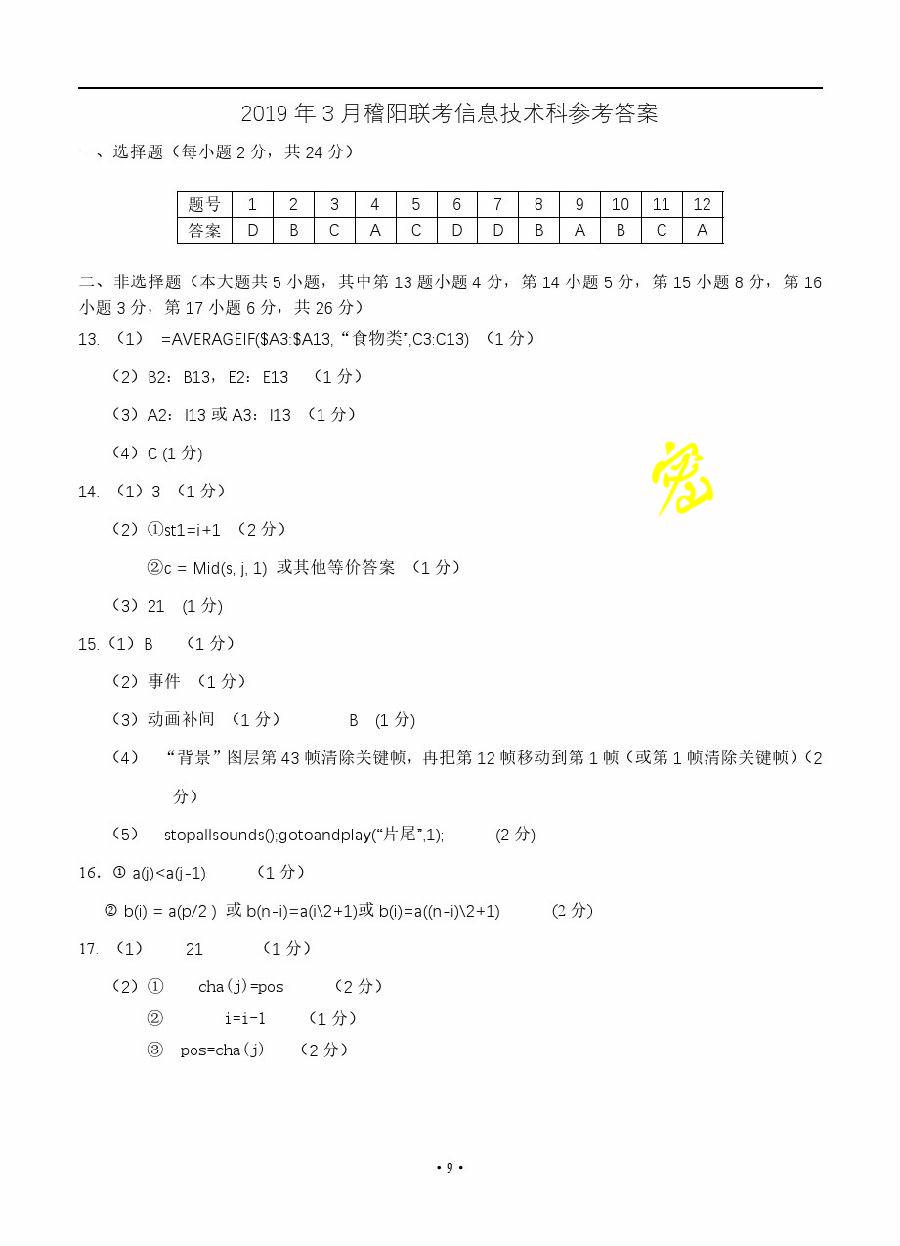 2019 年 3 月稽阳联考信息技术科参考答案
、选择题（每小题 2 分，共 24 分）
题号 1 2 3 4 5 6 7 8 9 10 11 12
答案 D B C A C D D B A B C A
二、非选择题（本大题共 5 小题，其中第 13 题小题 4 分，第 14 小题 5 分，第 15 小题 8 分，第 16
小题 3 分，第 17 小题 6 分，共 26 分）
13. （1） =AVERAGEIF($A3:$A13,“食物类”,C3:C13) （1 分）
（2）B2：B13，E2：E13 （1 分）
（3）A2：I13 或 A3：I13 （1 分）
（4）C (1 分)
14. （1）3 （1 分）
（2）①st1=i+1 （2 分）
②c = Mid(s, j, 1) 或其他等价答案 （1 分）
（3）21 (1 分)
15.（1）B （1 分）
（2）事件 （1 分）
（3）动画补间 （1 分） B (1 分)
（4） “背景”图层第 43 帧清除关键帧，再把第 12 帧移动到第 1 帧（或第 1 帧清除关键帧）（2
分）
（5） stopallsounds();gotoandplay(“片尾”,1); (2 分)
16. ① a(j)<a(j-1) （1 分）
② b(i) = a(p/2 ) 或 b(n-i)=a(i\2+1)或 b(i)=a((n-i)\2+1) (2 分)
17. （1） 21 （1 分）
（2）① cha(j)=pos （2 分）
② i=i-1 （1 分）
③ pos=cha(j) （2 分）
• 9 •